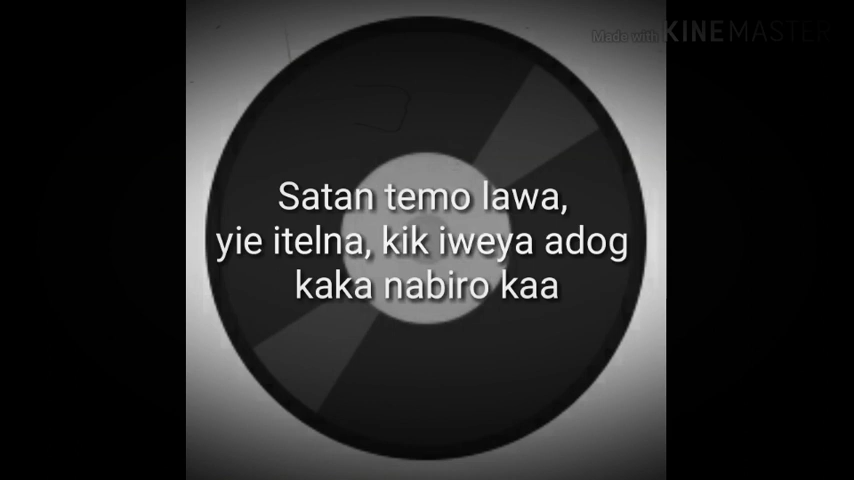 Made with KINEMASTER
Satan temo lawa,
yie itelna, kik iweya adog
kaka nabiro kaa